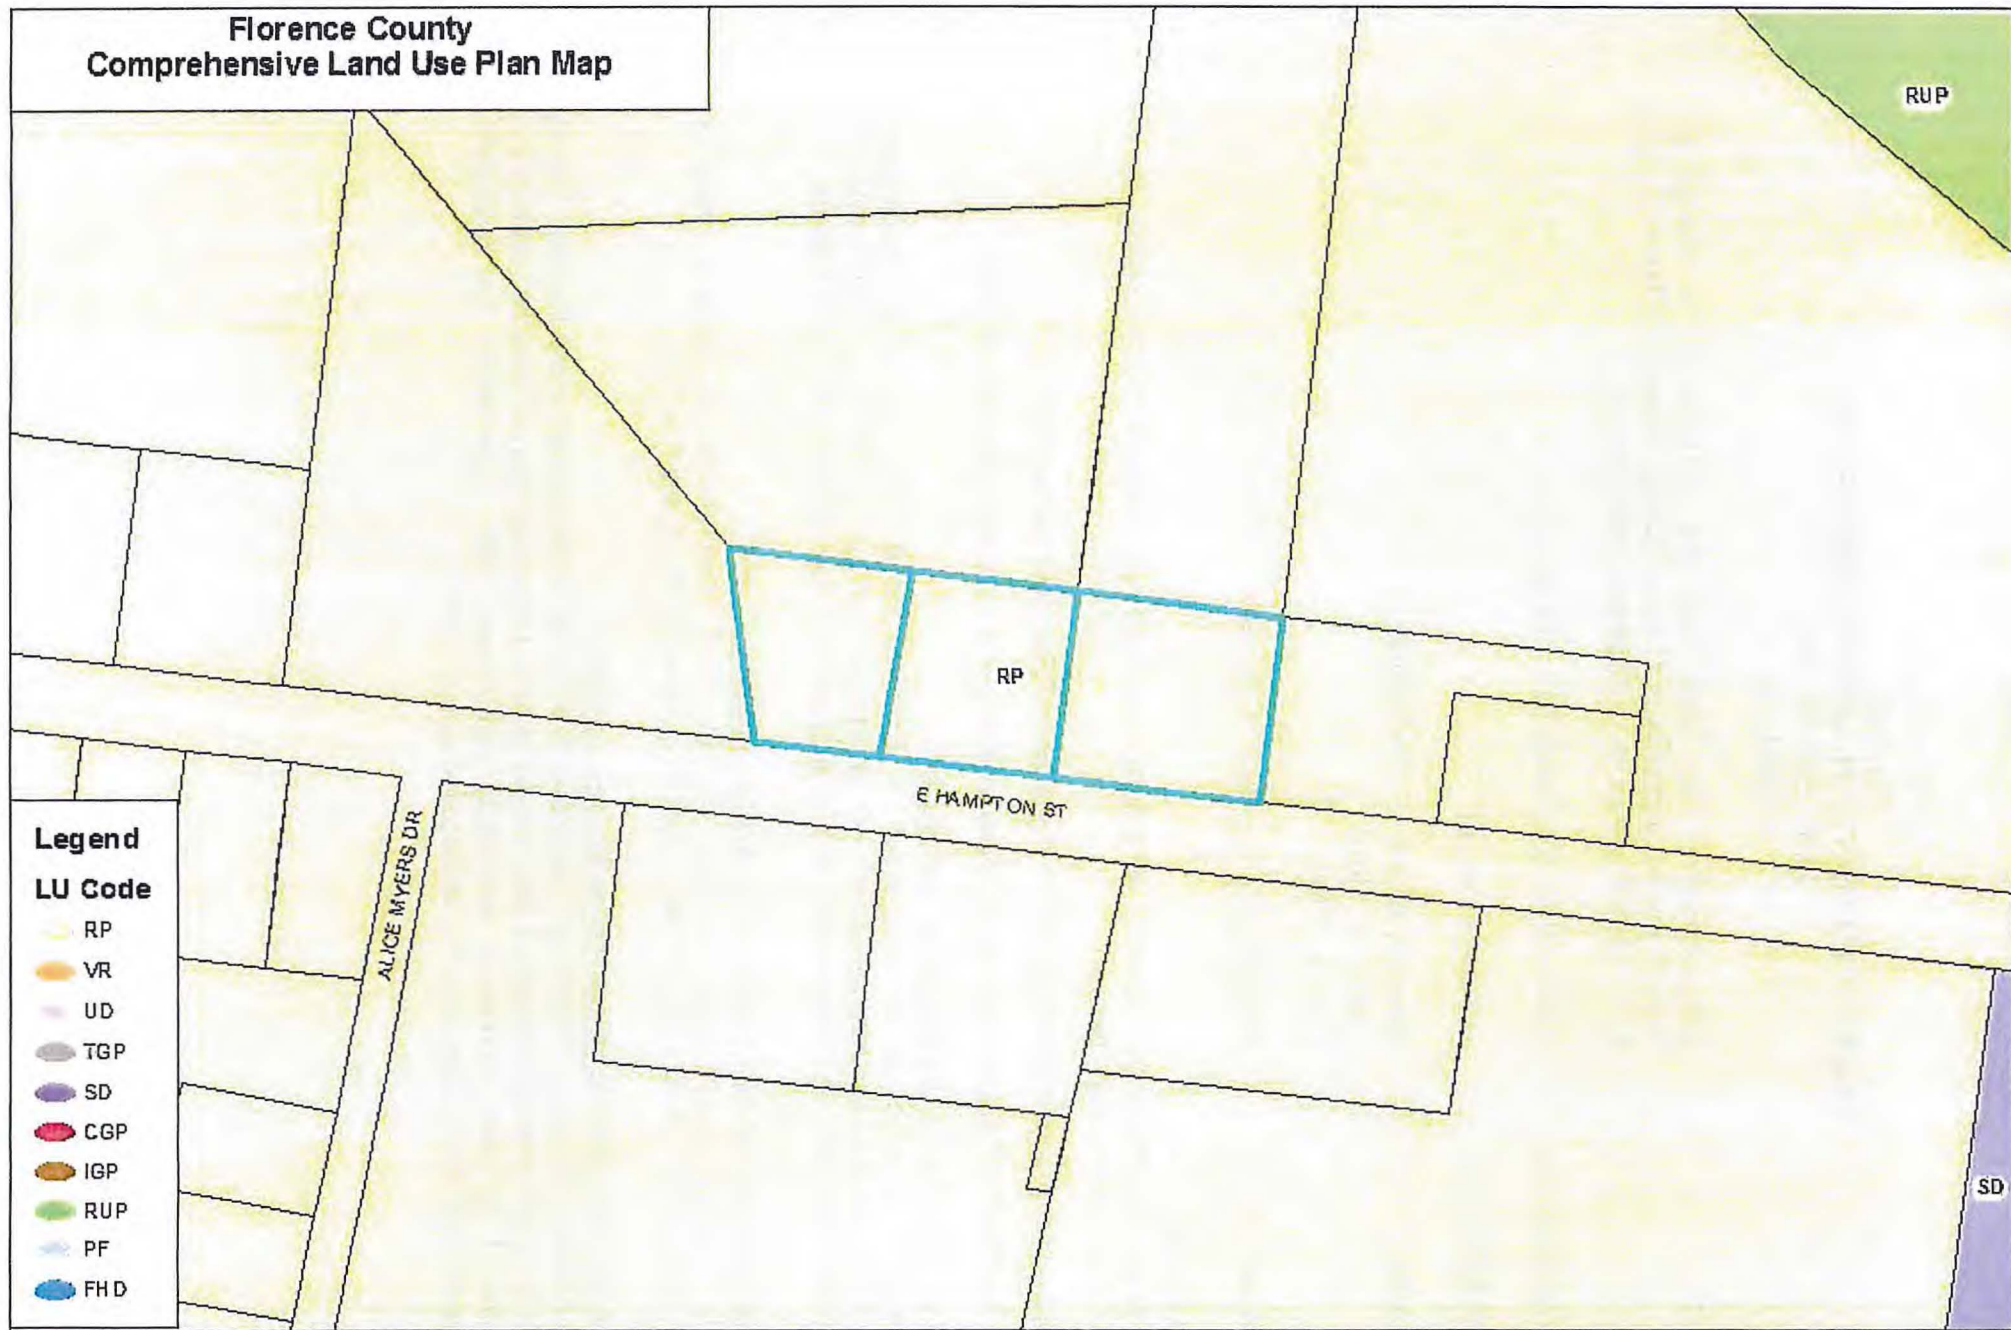 Florence County
Comprehensive Land Use Plan Map
RUP
RP
E HAMPTON ST
ALICE MYERS DR
SD
Legend
LU Code
RP
VR
UD
TGP
SD
CGP
IGP
RUP
PF
FHD